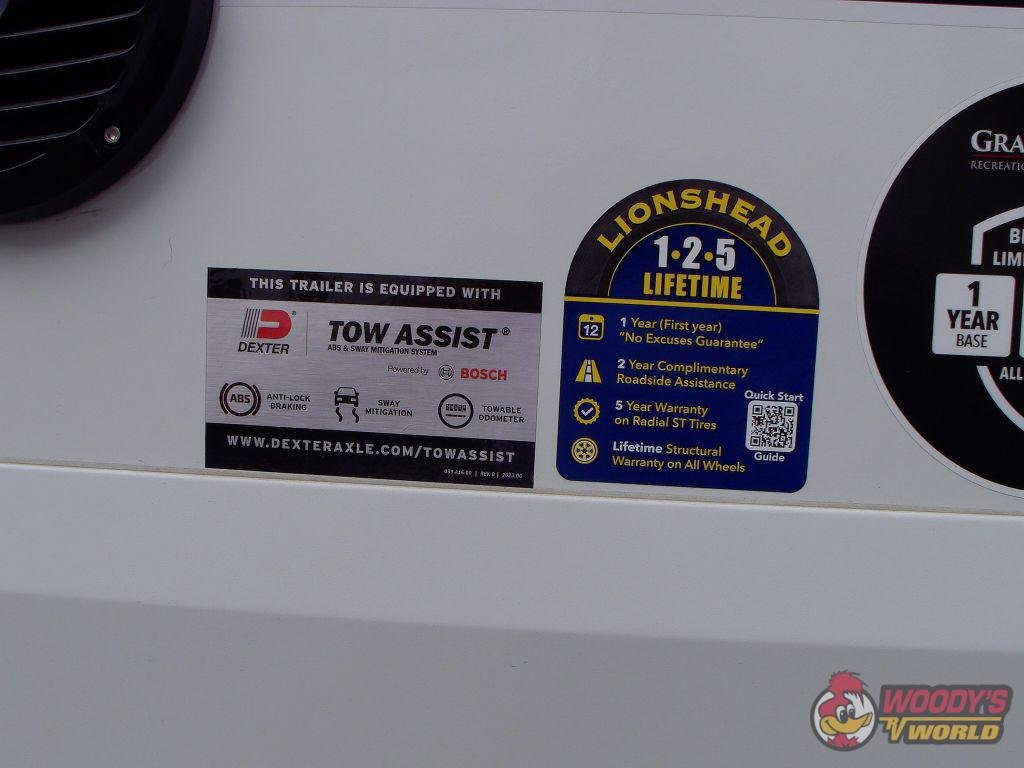 THIS TRAILER IS EQUIPPED WITH
DEXTER
TOW ASSIST®
ABS & SWAY MITIGATION SYSTEM
Powered by BOSCH
ABS
ANTI-LOCK
BRAKING
SWAY
MITIGATION
TOWABLE
ODOMETER
WWW.DEXTERAXLE.COM/TOWASSIST
LIONSHEAD
1·2·5
LIFETIME
12
1 Year (First year)
"No Excuses Guarantee"
2 Year Complimentary
Roadside Assistance
5 Year Warranty
on Radial ST Tires
Lifetime Structural
Warranty on All Wheels
Quick Start
Guide
GRA
RECREATIO
BE
LIM
1
YEAR
BASE
ALL
WOODY'S
RV WORLD